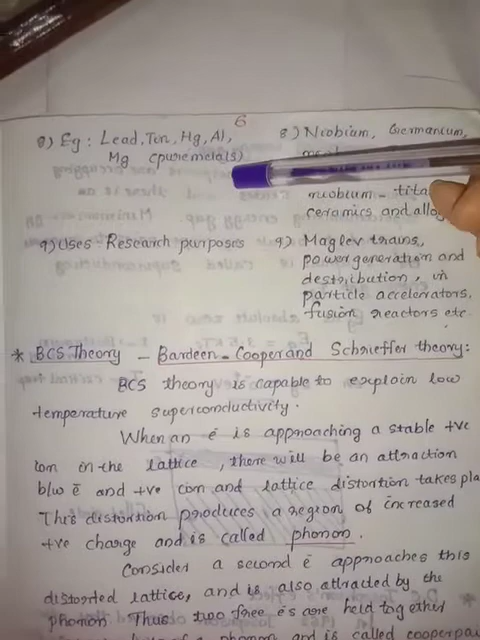 6
8) Eg: Lead, Tin, Hg, Al,
Mg (pure metals)
8) Niobium, Germanium,
niobium - tita
ceramics and alloy
9) Uses - Research purposes
9) Maglev trains,
power generation and
destribution, in
particle accelerators,
fusion reactors etc
* BCS Theory - Bardeen-Cooper and Schrieffer theory:
BCS theory is capable to explain low
temperature superconductivity.
When an ē is approaching a stable +ve
ion in the lattice, there will be an attraction
b/w ē and +ve ion and lattice distortion takes pla
This distortion produces a region of increased
+ve charge and is called phonon.
Consider a second ē approaches this
distorted lattice, and is also attracted by the
phonon Thus two free ēs are held together
phonon and is called cooper pa